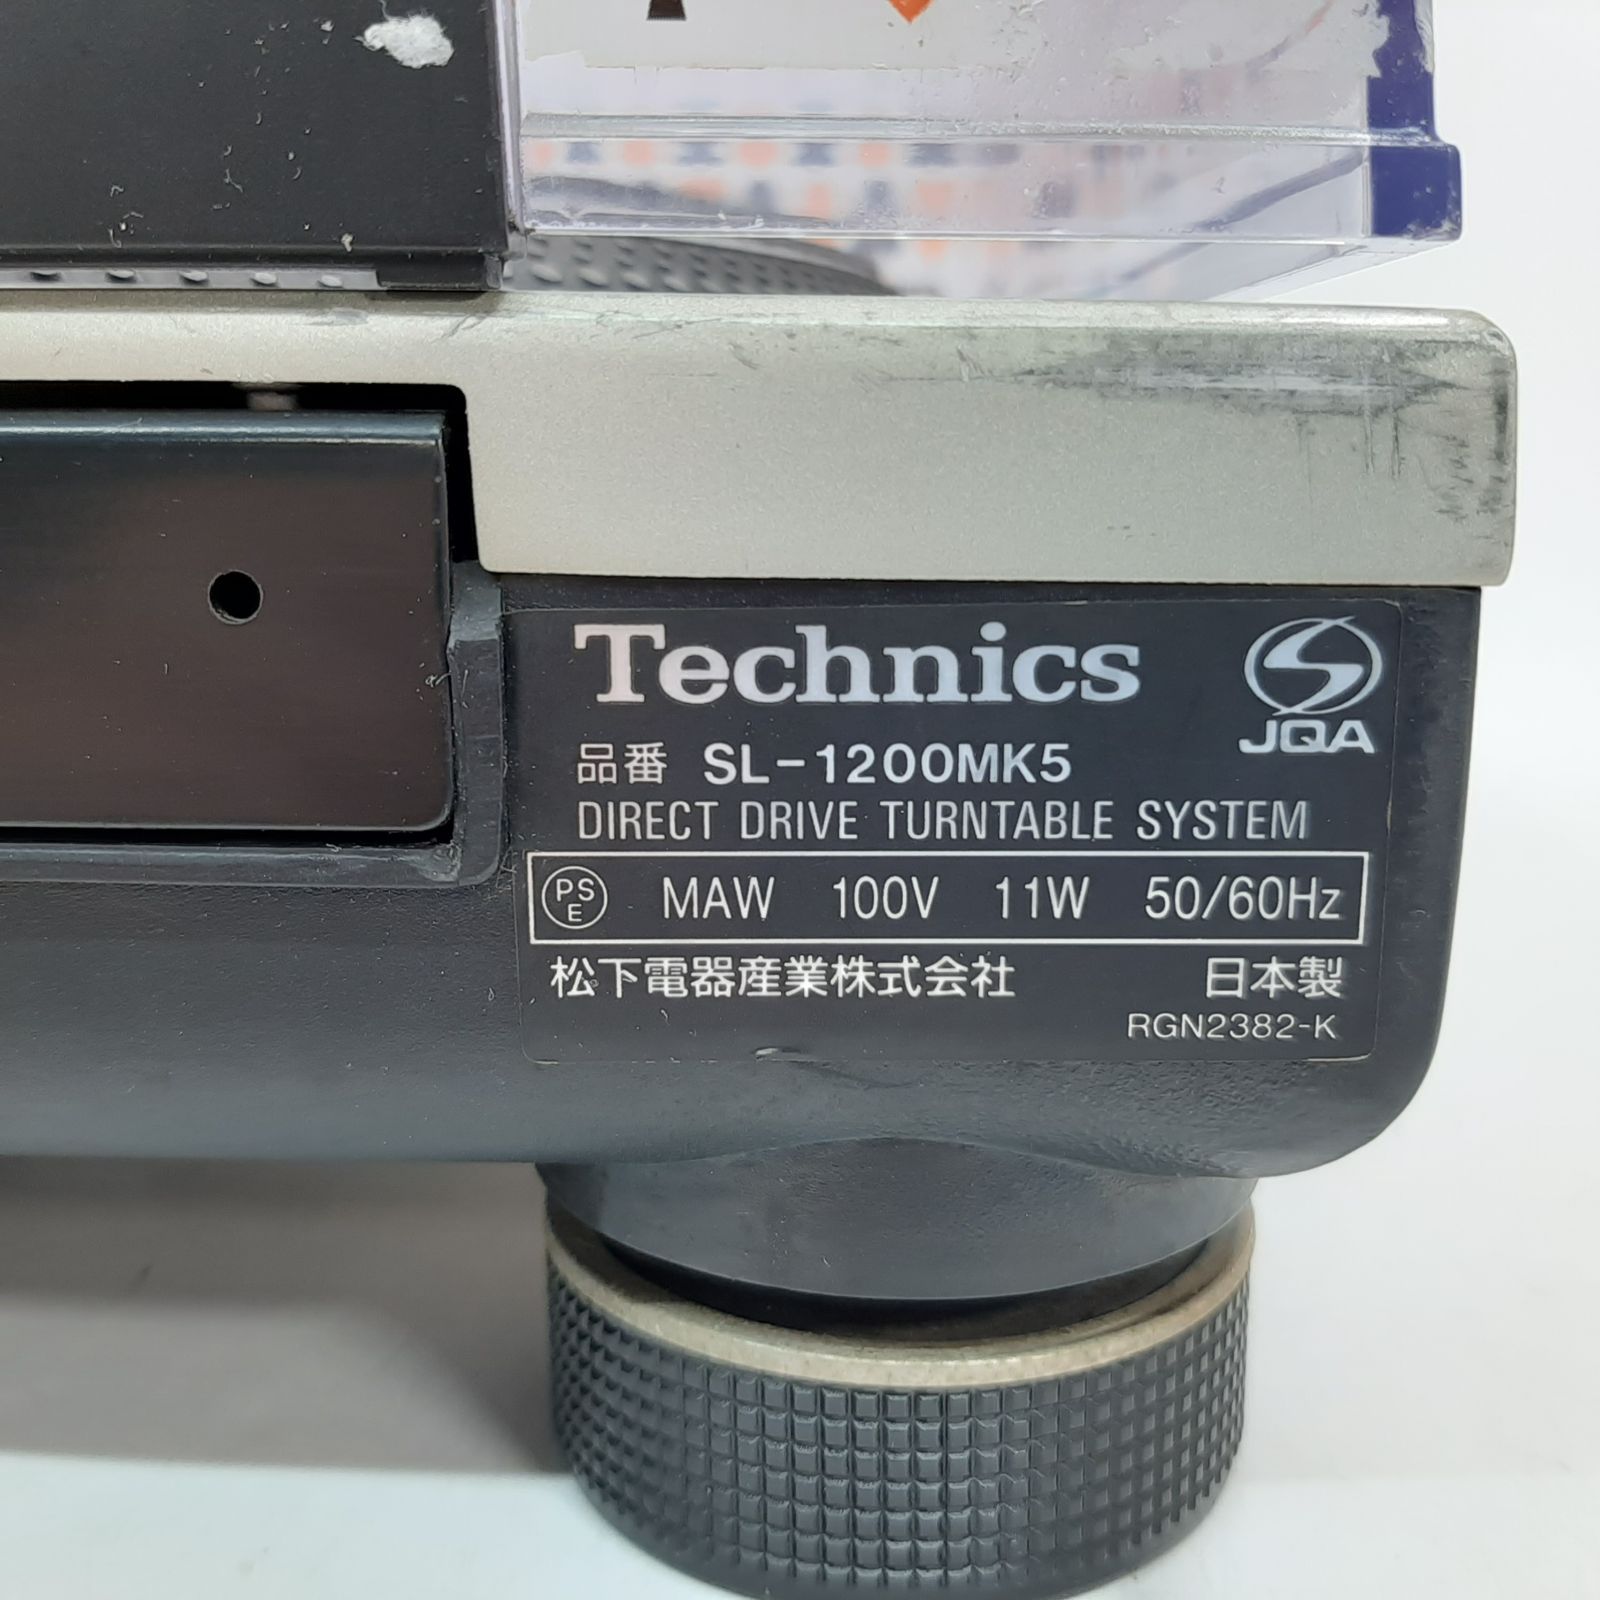 Technics
JQA
品番 SL-1200MK5
DIRECT DRIVE TURNTABLE SYSTEM
PSE MAW 100V 11W 50/60Hz
松下電器産業株式会社 日本製
RGN2382-K